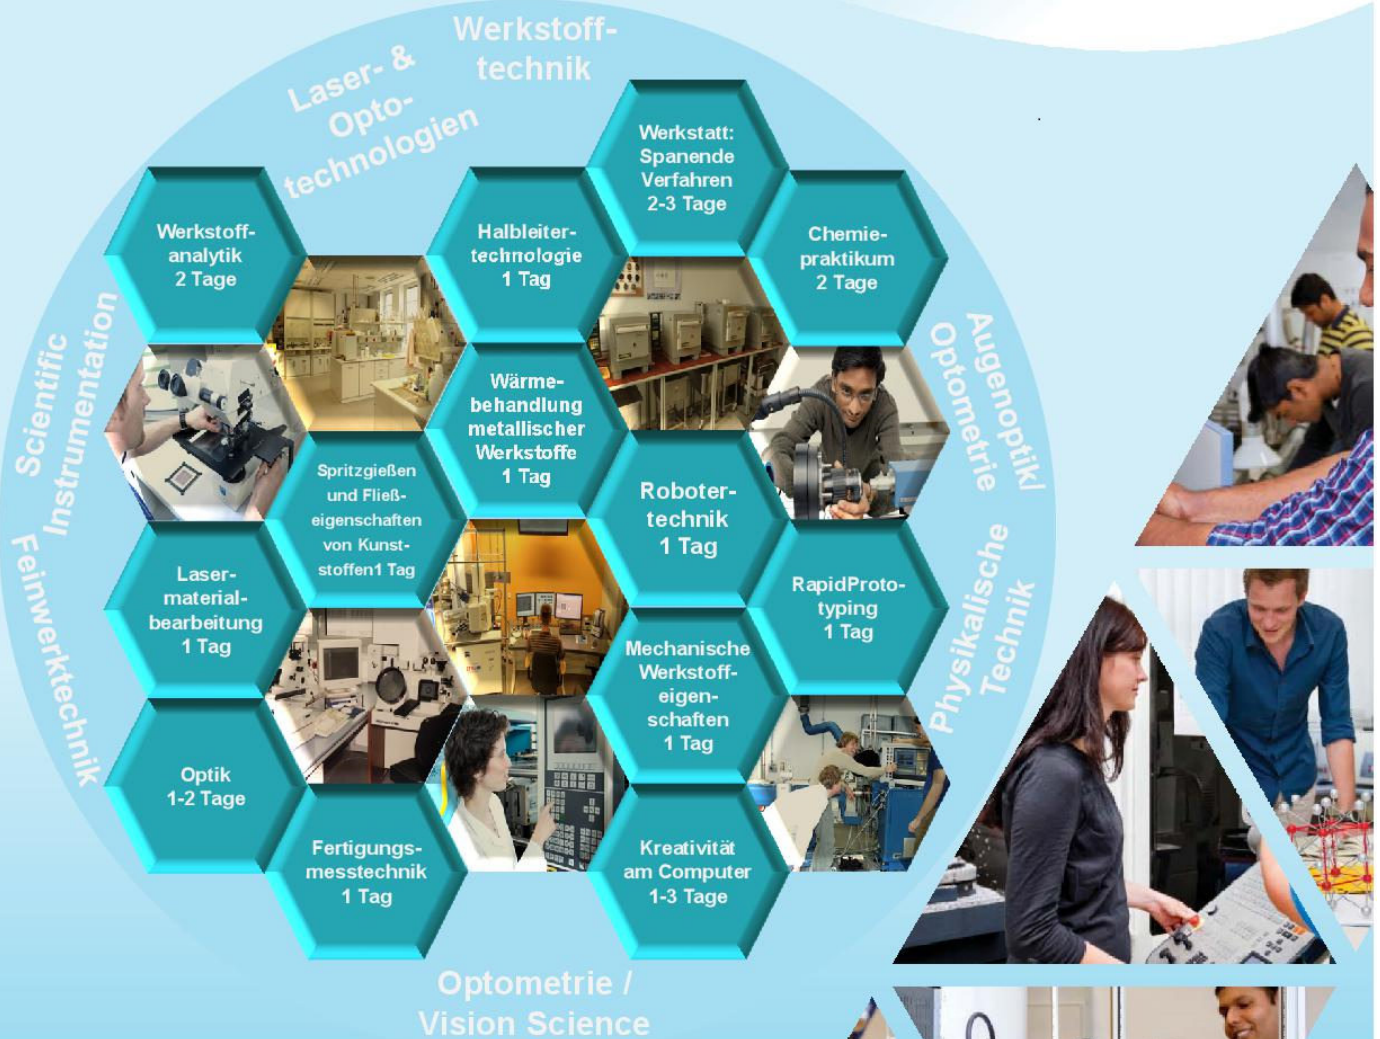 Werkstoff-
technik
Laser- &
Opto-
technologien
Werkstatt:
Spanende
Verfahren
2-3 Tage
Werkstoff-
analytik
2 Tage
Halbleiter-
technologie
1 Tag
Chemie-
praktikum
2 Tage
Scientific
Instrumentation
Augenoptik/
Optometrie
Wärme-
behandlung
metallischer
Werkstoffe
1 Tag
Spritzgießen
und Fließ-
eigenschaften
von Kunst-
stoffen1 Tag
Roboter-
technik
1 Tag
Feinwerktechnik
Laser-
material-
bearbeitung
1 Tag
RapidProto-
typing
1 Tag
Physikalische
Technik
Mechanische
Werkstoff-
eigen-
schaften
1 Tag
Optik
1-2 Tage
Fertigungs-
messtechnik
1 Tag
Kreativität
am Computer
1-3 Tage
Optometrie /
Vision Science